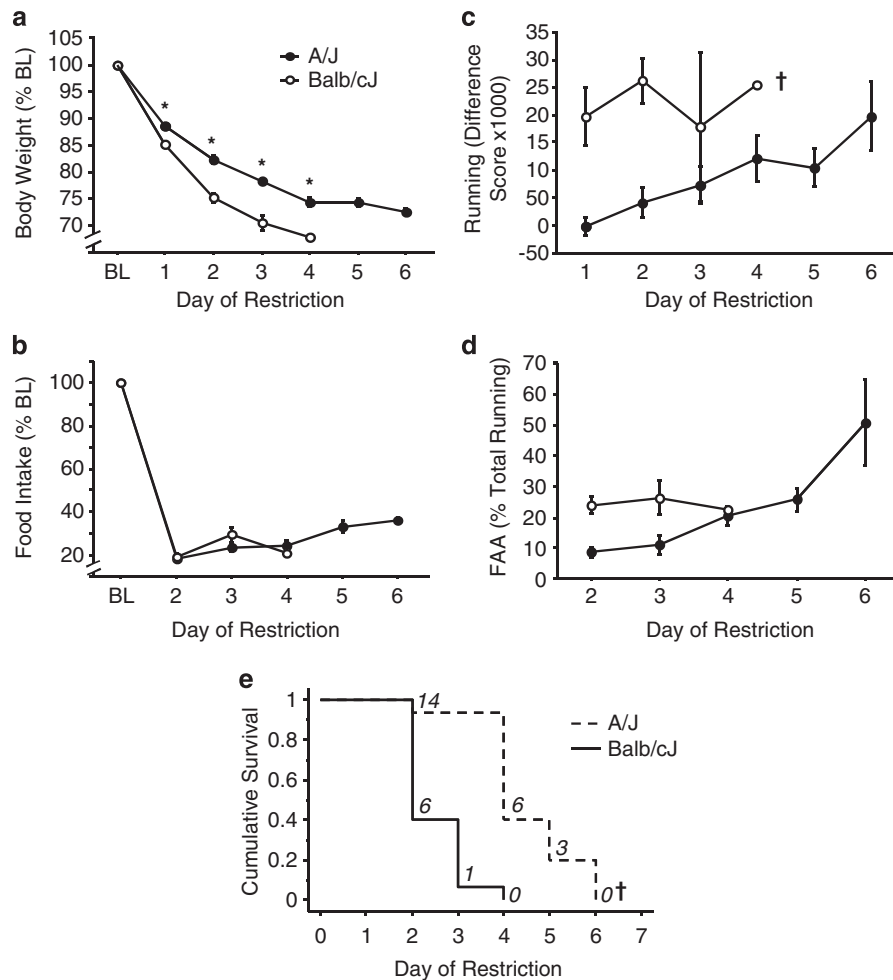 a
105
100
95
90
85
80
75
70
Body Weight (% BL)
A/J
Balb/cJ
*
*
*
*
BL 1 2 3 4 5 6
Day of Restriction
c
35
30
25
20
15
10
50
0
-50
Running (Difference
Score x1000)
†
1 2 3 4 5 6
Day of Restriction
b
100
80
60
40
20
Food Intake (% BL)
BL 2 3 4 5 6
Day of Restriction
d
70
60
50
40
30
20
10
0
FAA (% Total Running)
2 3 4 5 6
Day of Restriction
e
1
0.8
0.6
0.4
0.2
0
Cumulative Survival
14
6
6
1
3
0
0†
A/J
Balb/cJ
0 1 2 3 4 5 6 7
Day of Restriction